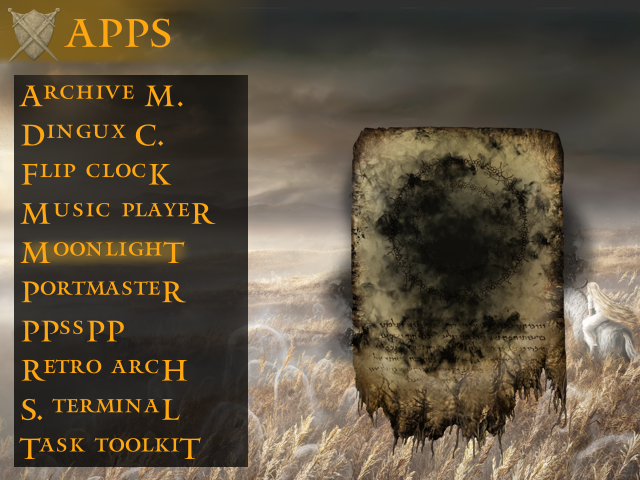 APPS
Archive M.
Dingux C.
Flip clocK
Music playeR
MoonlighT
PortmasteR
PPssPP
Retro arcH
S. terminaL
Task toolkiT